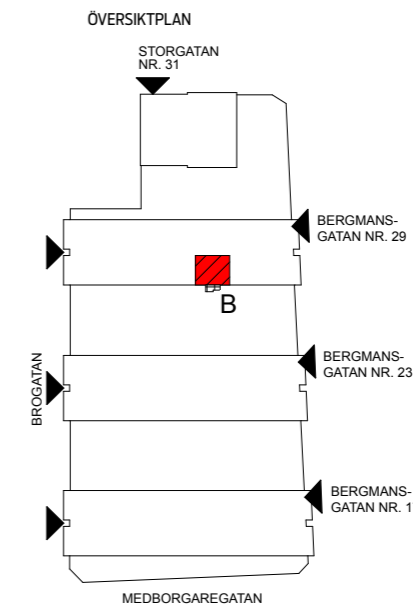 ÖVERSIKTPLAN
STORGATAN
NR. 31
BERGMANS-
GATAN NR. 29
B
BERGMANS-
GATAN NR. 23
BROGATAN
BERGMANS-
GATAN NR. 1
MEDBORGAREGATAN